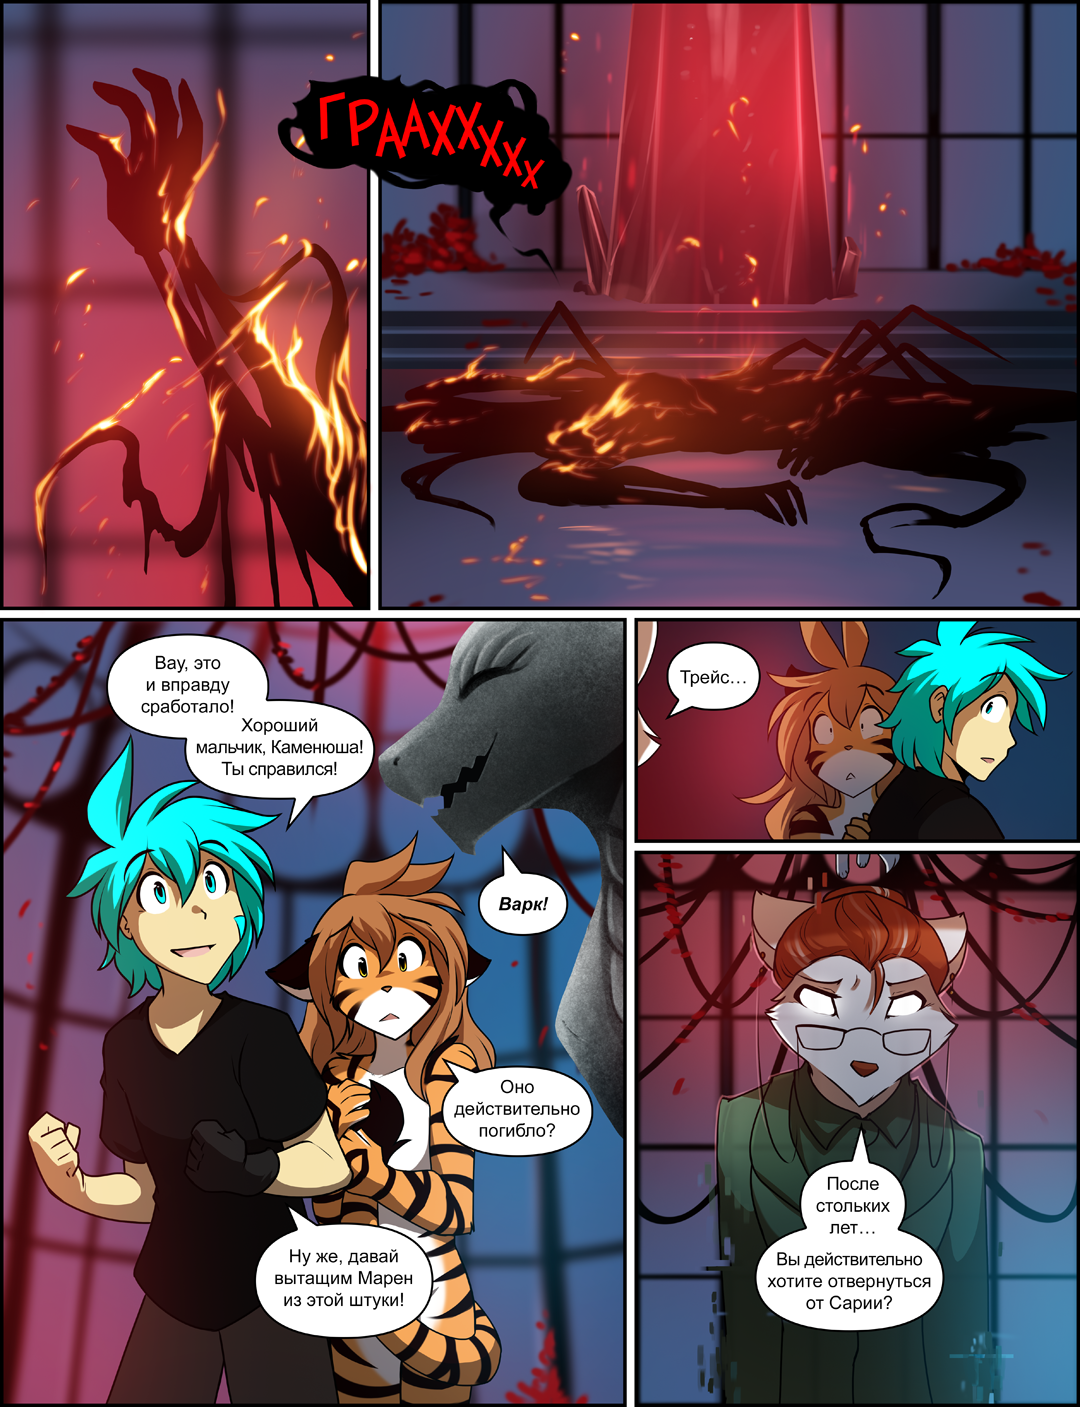 ГРААХХХХХ
Вау, это
и вправду
сработало!
Хороший
мальчик, Каменюша!
Ты справился!
Варк!
Оно
действительно
погибло?
Ну же, давай
вытащим Марен
из этой штуки!
Трейс...
После
стольких
лет...
Вы действительно
хотите отвернуться
от Сарии?